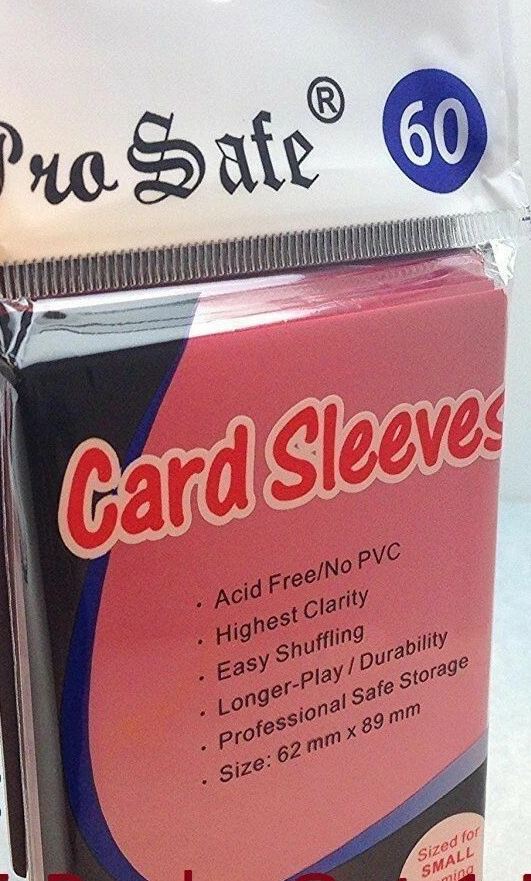 Pro Safe®
60
Card Sleeves
· Acid Free/No PVC
· Highest Clarity
· Easy Shuffling
· Longer-Play / Durability
· Professional Safe Storage
· Size: 62 mm x 89 mm
Sized for
SMALL